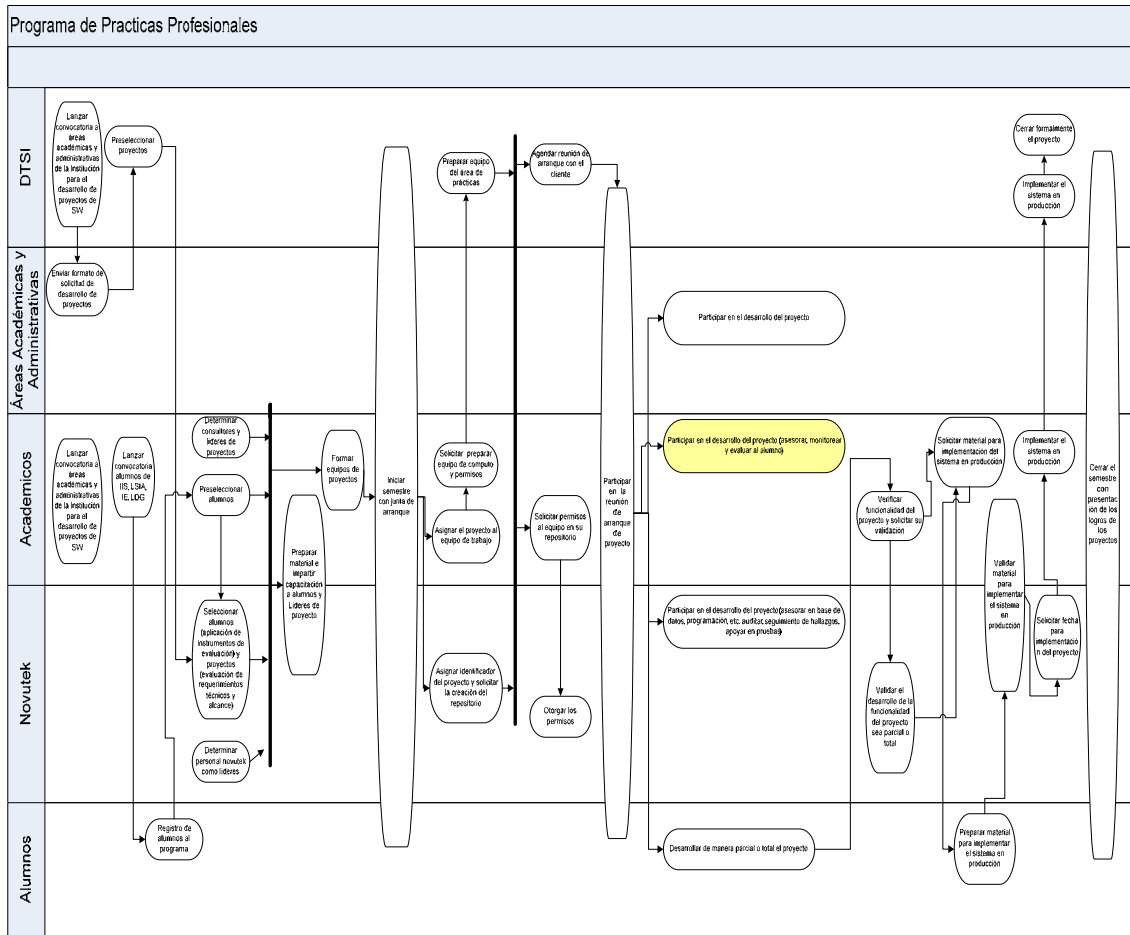 Programa de Practicas Profesionales
DTSI
Lanzar
convocatoria a
áreas
académicas y
administrativas
de la Institución
para el
desarrollo de
proyectos de
SW
Preseleccionar
proyectos
Preparar equipo
del área de
prácticas
Agendar reunión de
arranque con el
cliente
Cerrar formalmente
el proyecto
Implementar el
sistema en
producción
Áreas Académicas y
Administrativas
Enviar formato de
solicitud de
desarrollo de
proyectos
Participar en el desarrollo del proyecto
Academicos
Lanzar
convocatoria a
áreas
académicas y
administrativas
de la Institución
para el
desarrollo de
proyectos de
SW
Lanzar
convocatoria
alumnos de
IIS, LSIA,
IE, LDG
Determinar
consultores y
líderes de
proyectos
Preseleccionar
alumnos
Formar
equipos de
proyectos
Preparar
material e
impartir
capacitación
a alumnos y
Lideres de
proyecto
Iniciar
semestre
con junta de
arranque
Solicitar preparar
equipo de computo
y permisos
Asignar el proyecto al
equipo de trabajo
Solicitar permisos
al equipo en su
repositorio
Participar
en la
reunión de
arranque de
proyecto
Participar en el desarrollo del proyecto (asesorar, monitorear
y evaluar al alumno)
Verificar
funcionalidad del
proyecto y solicitar su
validación
Solicitar material para
implementación del
sistema en producción
Implementar el
sistema en
producción
Validar
material para
implementar
el sistema en
producción
Cerrar el
semestre
con
presentac
ión de los
logros de
los
proyectos
Novutek
Seleccionar
alumnos
(aplicación de
instrumentos de
evaluación) y
proyectos
(evaluación de
requerimientos
técnicos y
alcance)
Determinar
personal novutek
como líderes
Asignar identificador
del proyecto y solicitar
la creación del
repositorio
Otorgar los
permisos
Participar en el desarrollo del proyecto(asesorar en base de
datos, programación, etc. auditar, seguimiento de hallazgos,
apoyar en pruebas)
Validar el
desarrollo de la
funcionalidad
del proyecto
sea parcial o
total
Solicitar fecha
para
implementació
n del proyecto
Alumnos
Registro de
alumnos al
programa
Desarrollar de manera parcial o total el proyecto
Preparar material
para implementar
el sistema en
producción